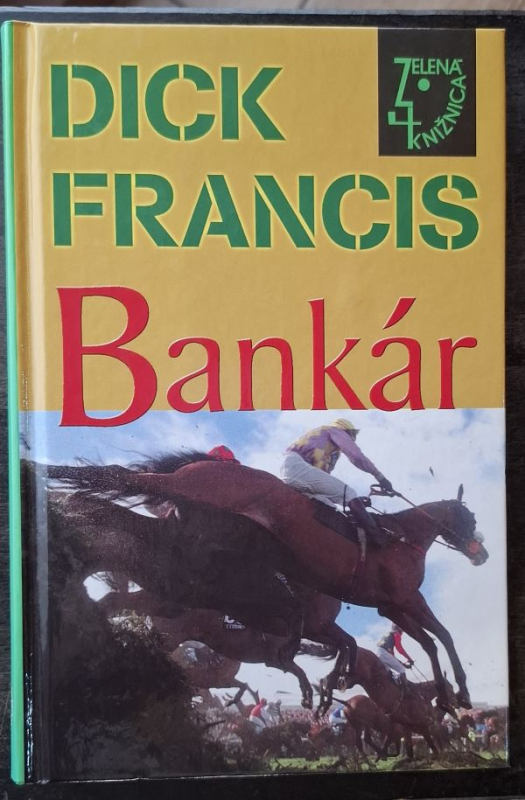 DICK
FRANCIS
ZELENÁ
KNIŽNICA
Bankár